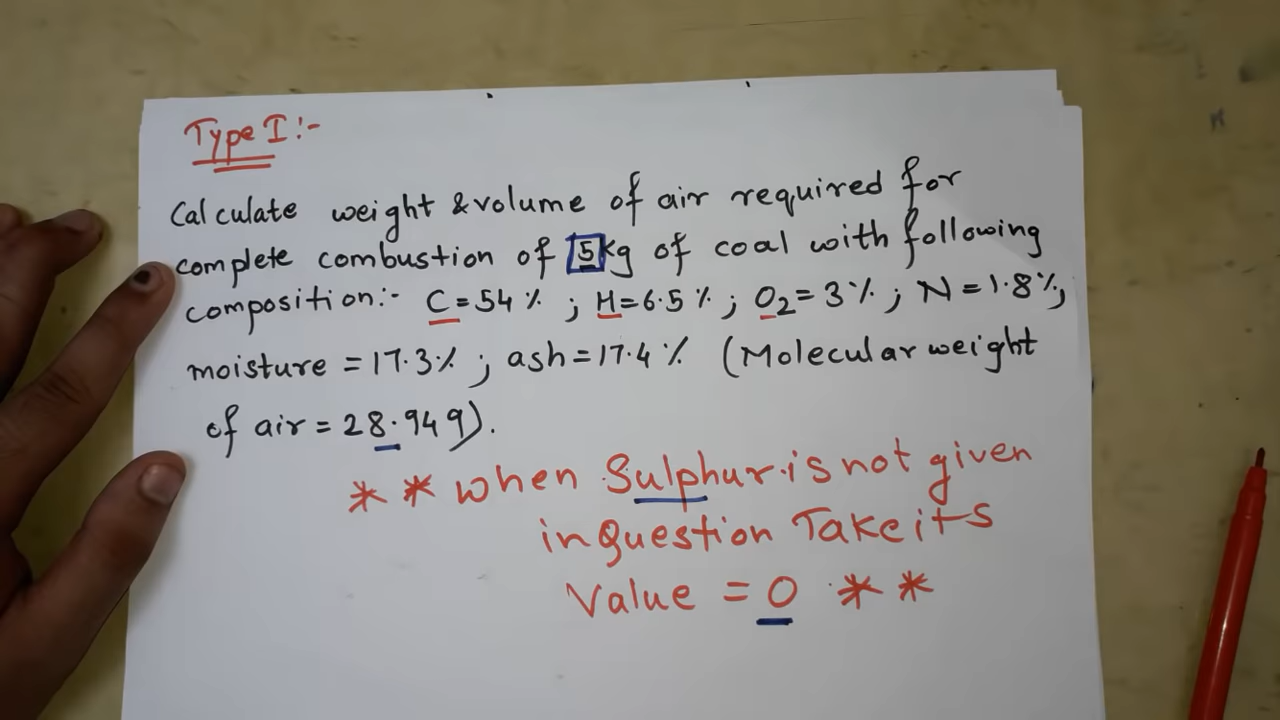 Type I :-
Calculate weight & volume of air required for
complete combustion of 5 Kg of coal with following
composition:- C = 54 % ; H = 6.5 % ; O2 = 3 % ; N = 1.8 %,
moisture = 17.3 % ; ash = 17.4 % (Molecular weight
of air = 28.94 g).
** when Sulphur is not given
in Question Take its
Value = 0 **